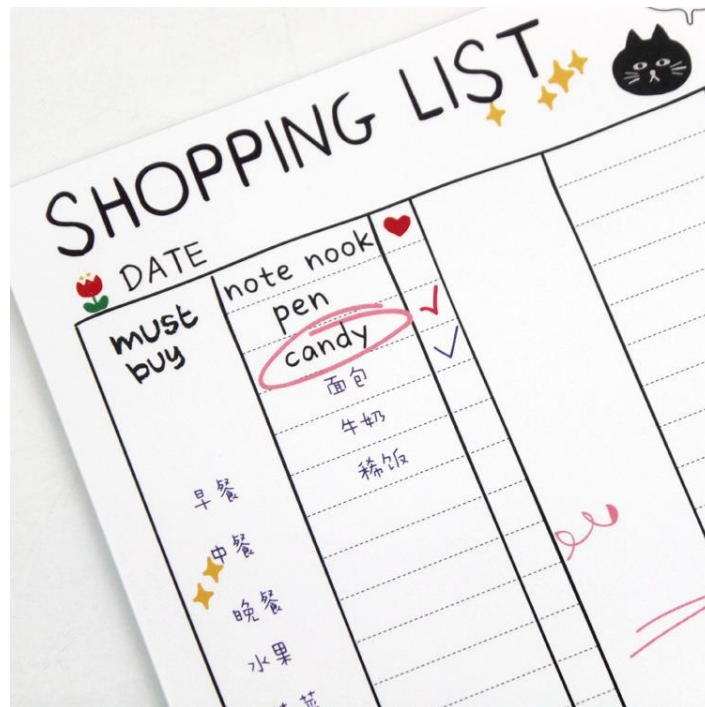 SHOPPING LIST
DATE
must
buy
note nook
pen
candy
面包
牛奶
稀饭
早餐
中餐
晚餐
水果